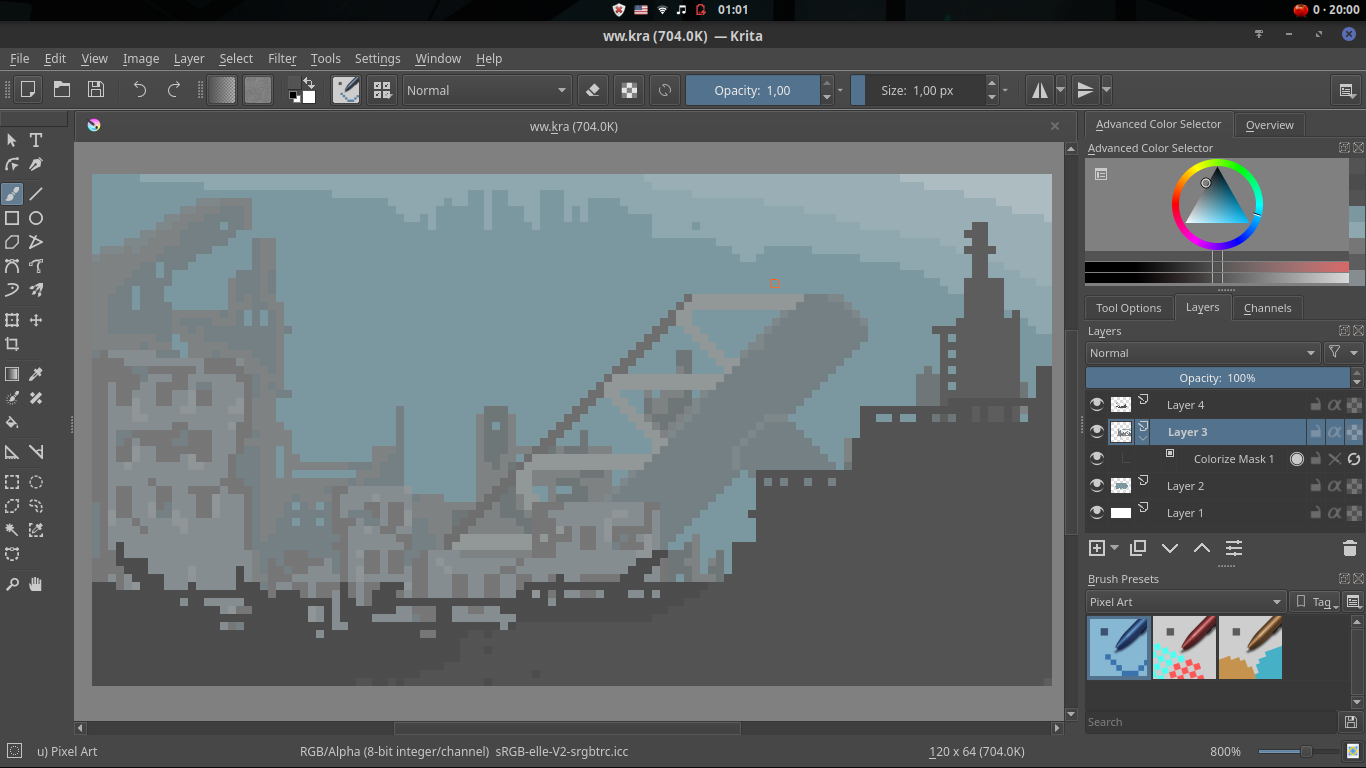 01:01
0 · 20:00
ww.kra (704.0K) — Krita
File Edit View Image Layer Select Filter Tools Settings Window Help
Normal
Opacity: 1,00
Size: 1,00 px
ww.kra (704.0K)
Advanced Color Selector
Overview
Advanced Color Selector
Tool Options
Layers
Channels
Layers
Normal
Opacity: 100%
Layer 4
Layer 3
Colorize Mask 1
Layer 2
Layer 1
Brush Presets
Pixel Art
Tag
Search
u) Pixel Art
RGB/Alpha (8-bit integer/channel) sRGB-elle-V2-srgbtrc.icc
120 x 64 (704.0K)
800%